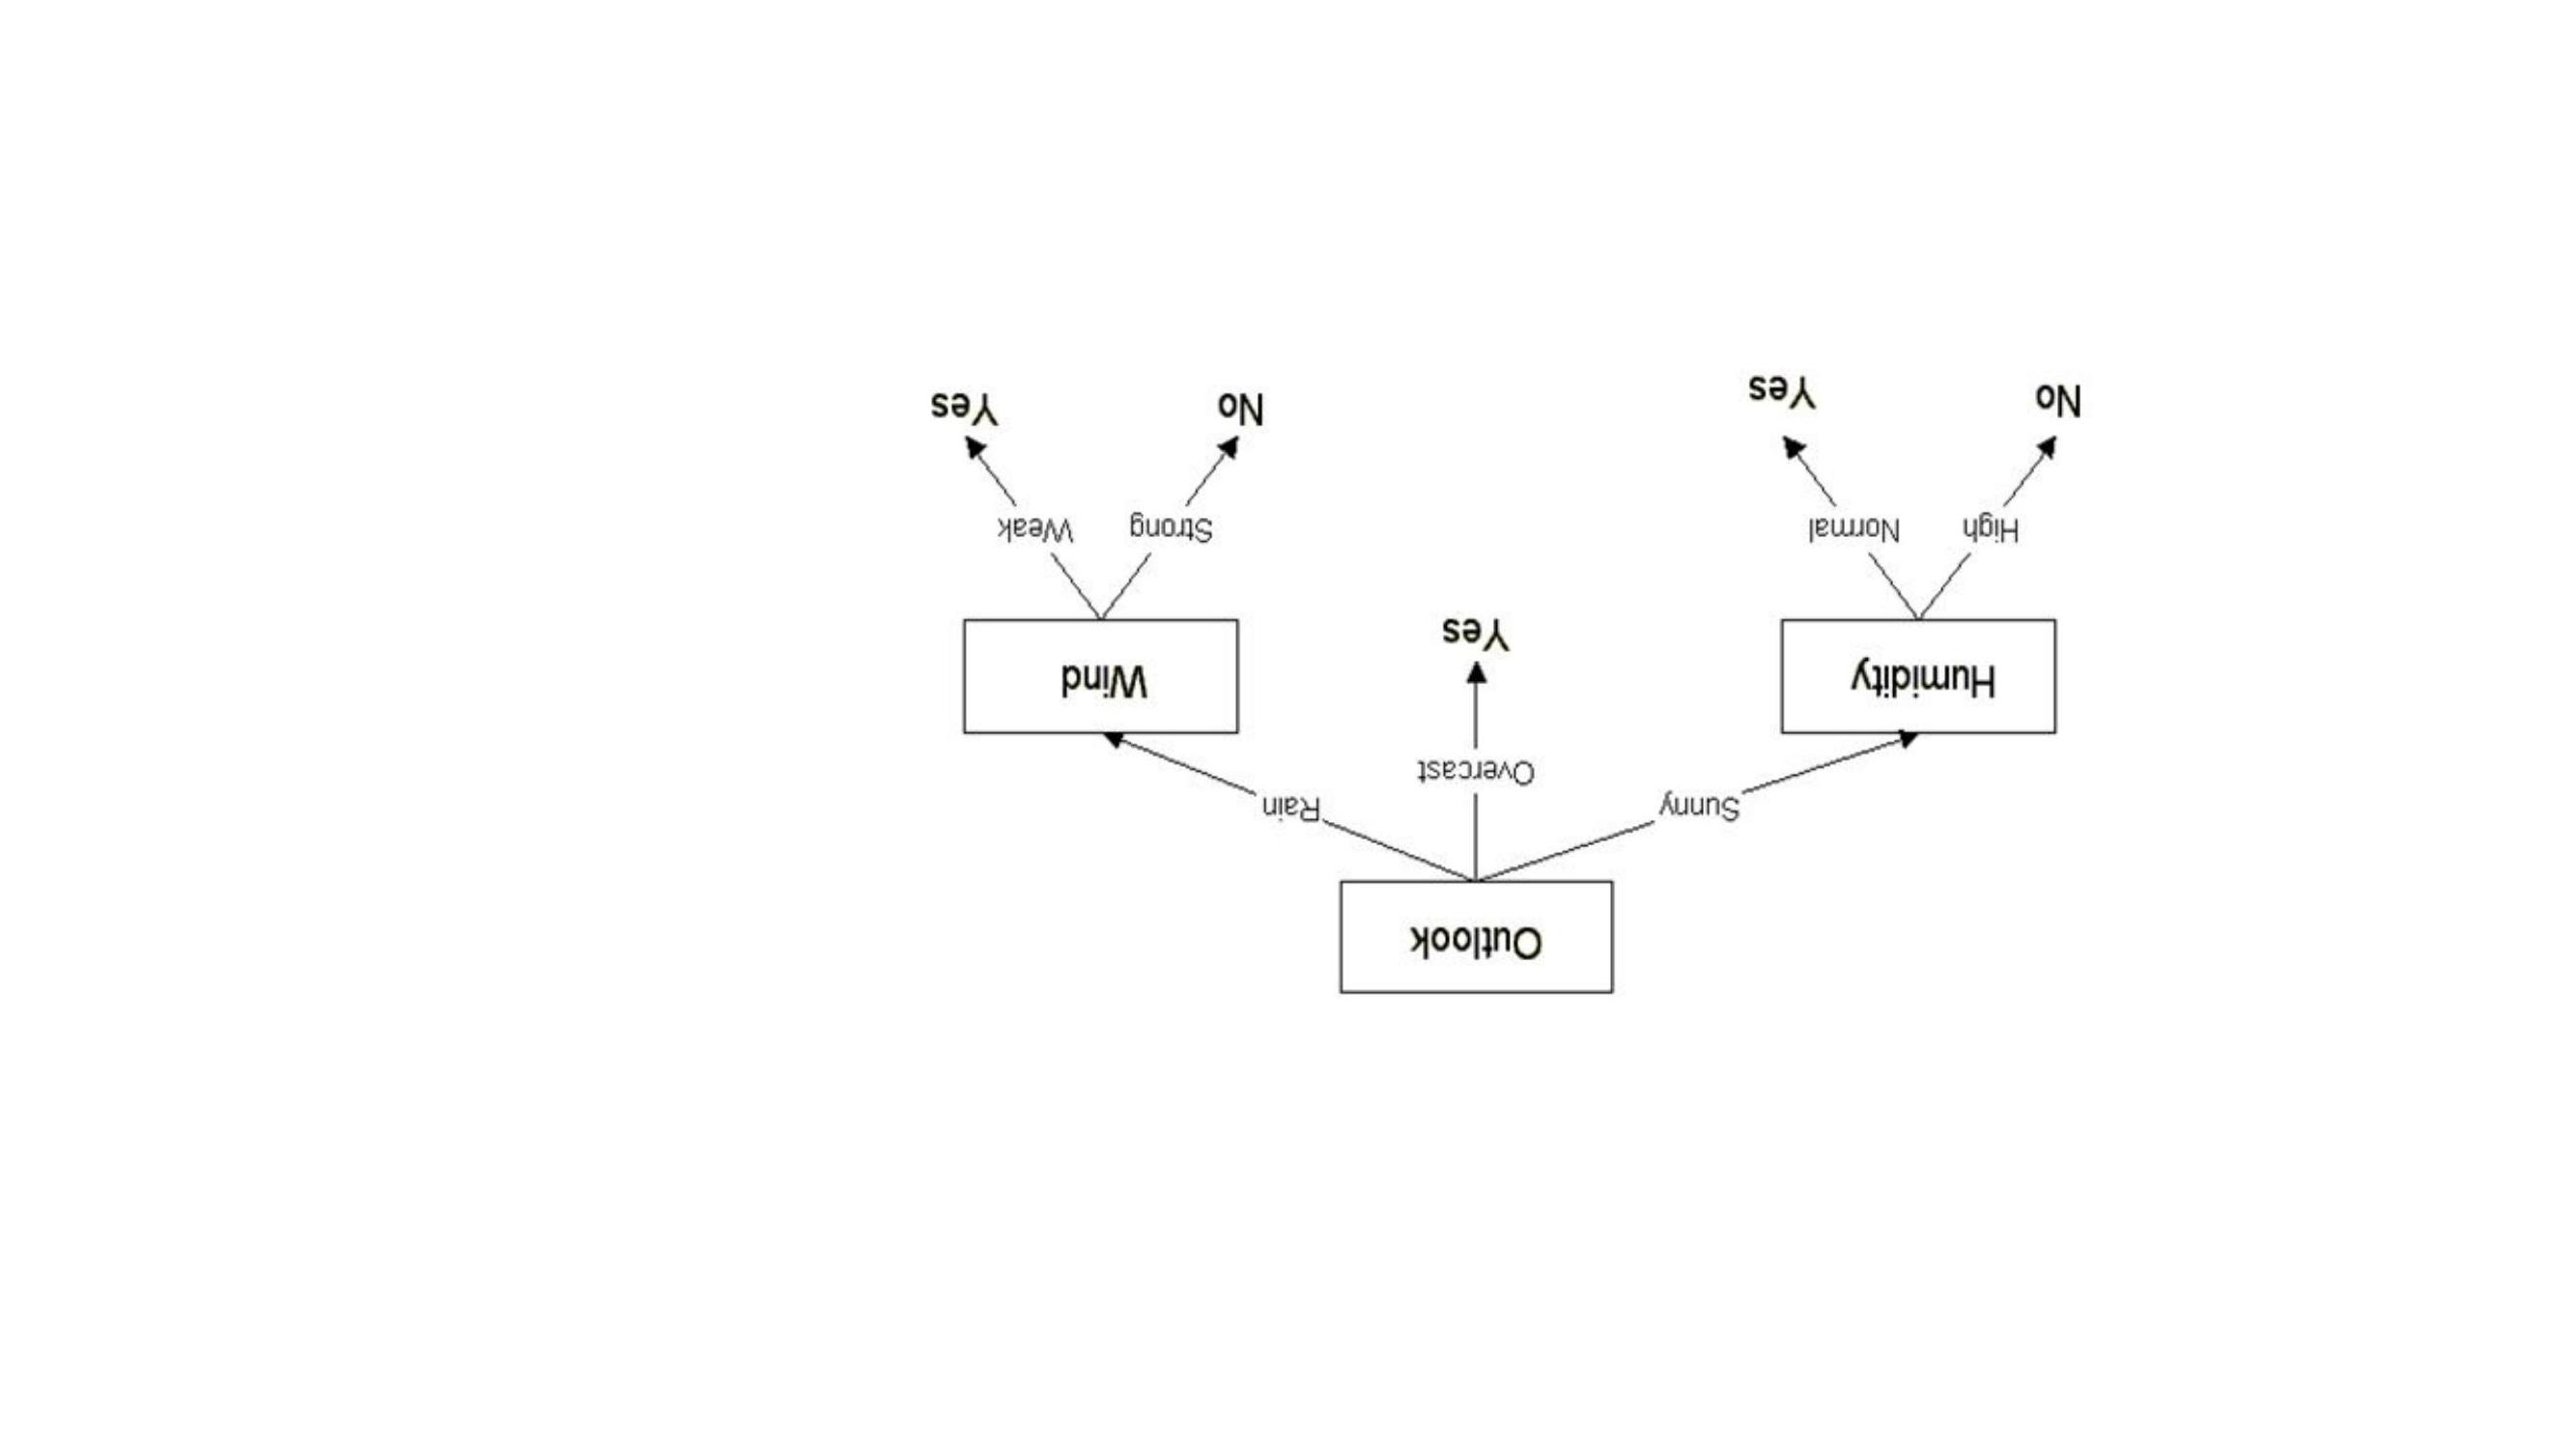 Outlook
Sunny
Overcast
Rain
Humidity
Yes
Wind
High
Normal
Strong
Weak
No
Yes
No
Yes